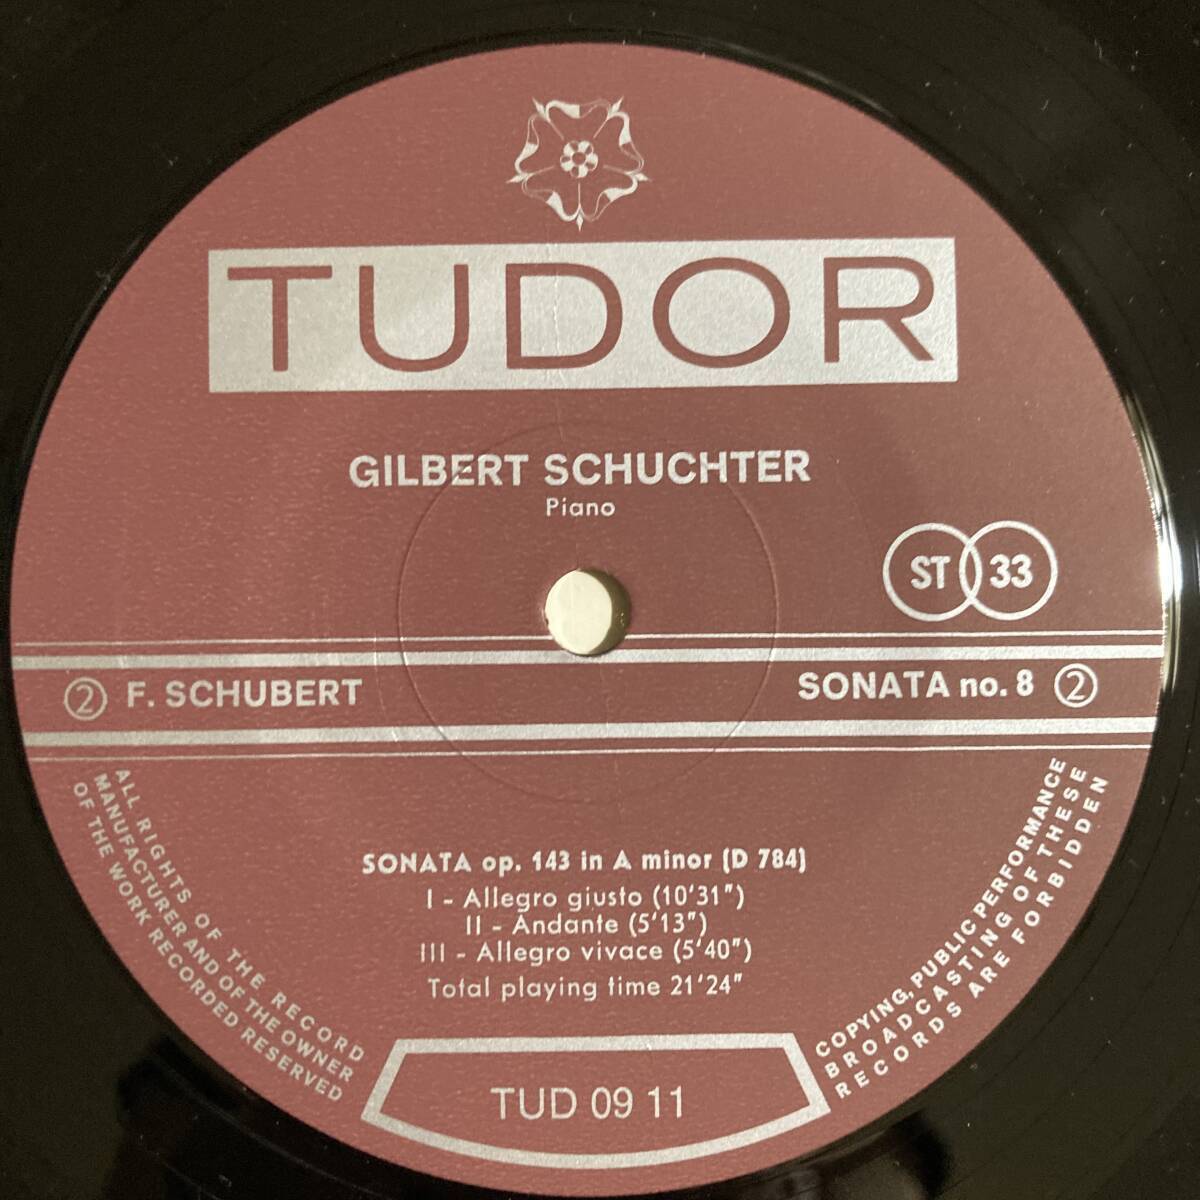 TUDOR
GILBERT SCHUCHTER
Piano
ST 33
② F. SCHUBERT
SONATA no. 8 ②
SONATA op. 143 in A minor (D 784)
I - Allegro giusto (10'31")
II - Andante (5'13")
III - Allegro vivace (5'40")
Total playing time 21'24"
ALL RIGHTS OF THE RECORD
MANUFACTURER AND OF THE OWNER
OF THE WORK RECORDED RESERVED
COPYING, PUBLIC PERFORMANCE
BROADCASTING OF THESE
RECORDS ARE FORBIDDEN
TUD 09 11